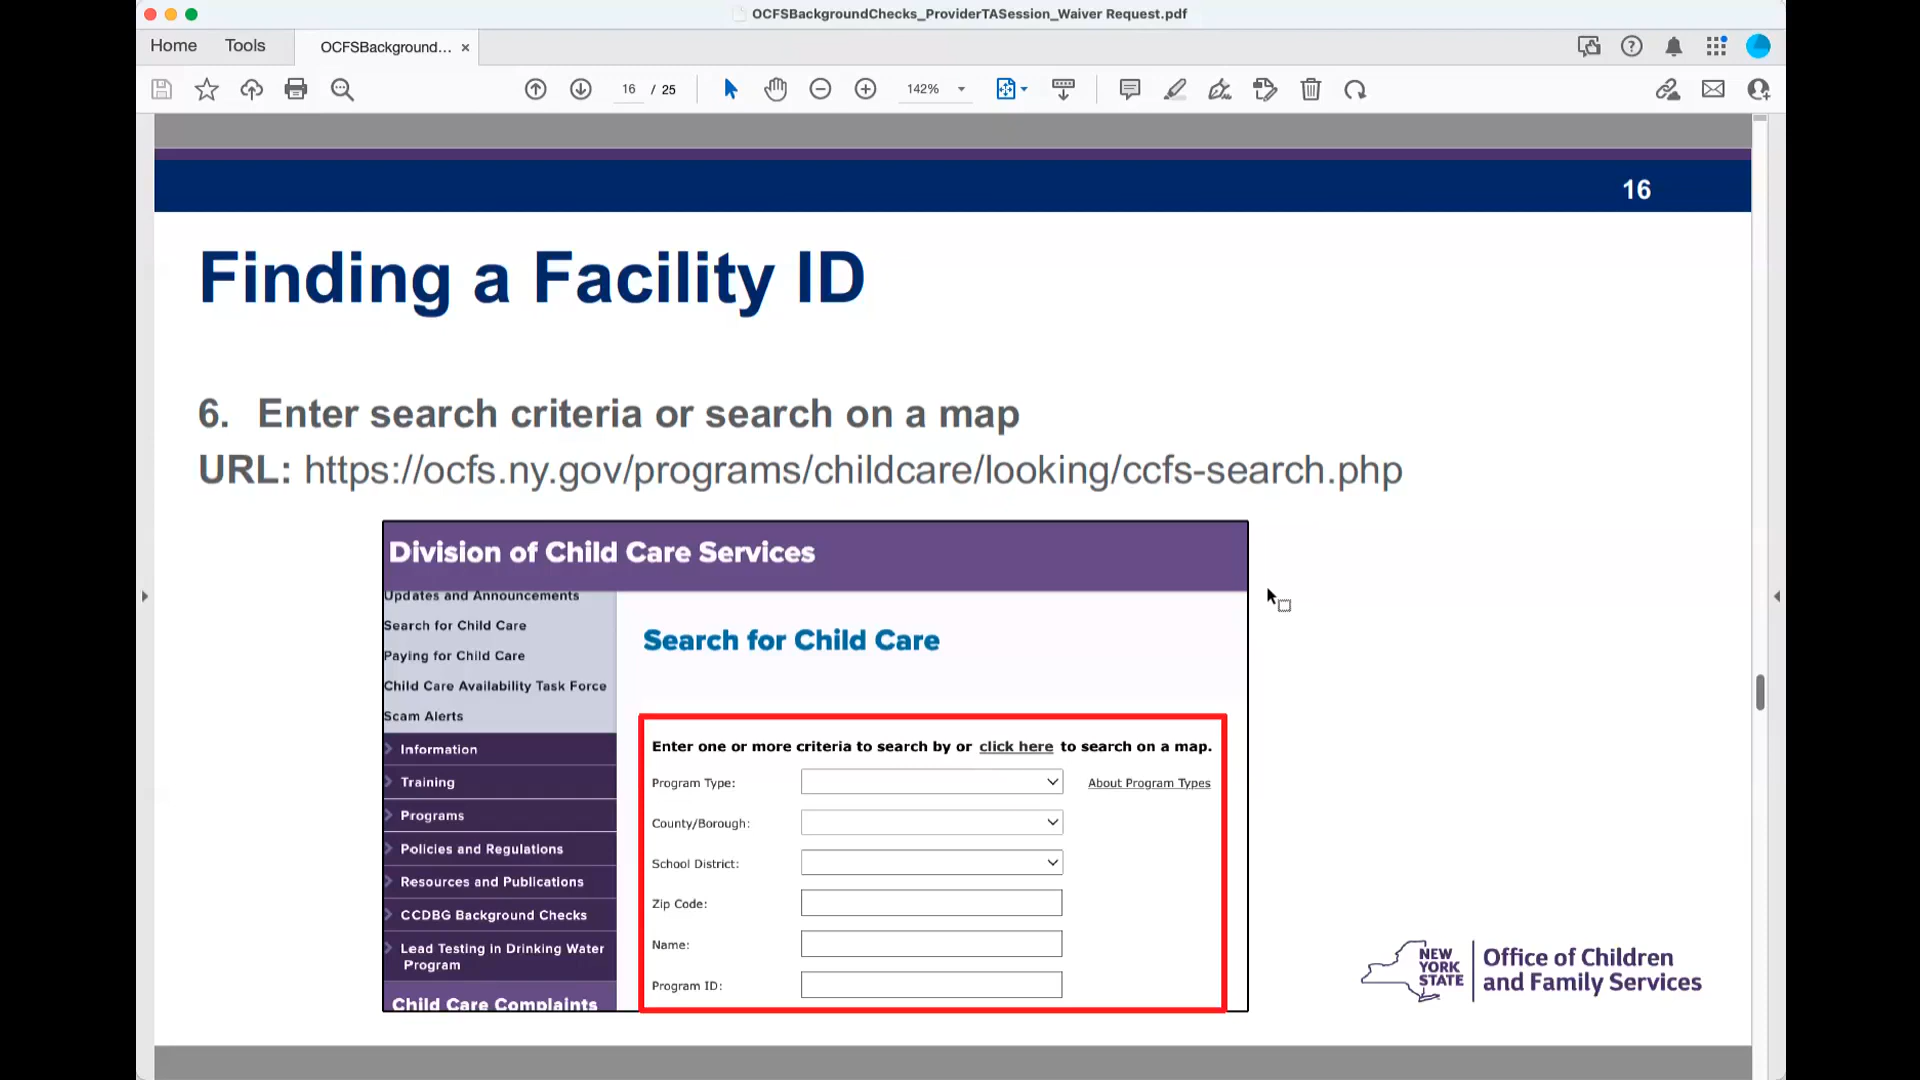 OCFSBackgroundChecks_ProviderTASession_Waiver Request.pdf
Home
Tools
OCFSBackground...
16 / 25
142%
16
Finding a Facility ID
6. Enter search criteria or search on a map
URL: https://ocfs.ny.gov/programs/childcare/looking/ccfs-search.php
Division of Child Care Services
Updates and Announcements
Search for Child Care
Paying for Child Care
Child Care Availability Task Force
Scam Alerts
Information
Training
Programs
Policies and Regulations
Resources and Publications
CCDBG Background Checks
Lead Testing in Drinking Water
Program
Child Care Complaints
Search for Child Care
Enter one or more criteria to search by or click here to search on a map.
Program Type:
About Program Types
County/Borough:
School District:
Zip Code:
Name:
Program ID:
NEW
YORK
STATE
Office of Children
and Family Services